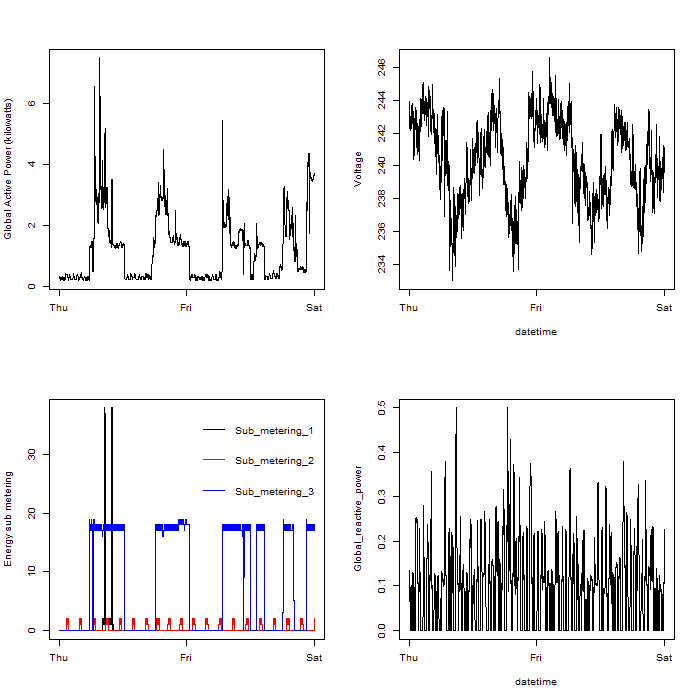 Global Active Power (kilowatts)
0
2
4
6
Thu
Fri
Sat
Voltage
234
236
238
240
242
244
246
Thu
Fri
Sat
datetime
Energy sub metering
0
10
20
30
Sub_metering_1
Sub_metering_2
Sub_metering_3
Thu
Fri
Sat
Global_reactive_power
0.0
0.1
0.2
0.3
0.4
0.5
Thu
Fri
Sat
datetime